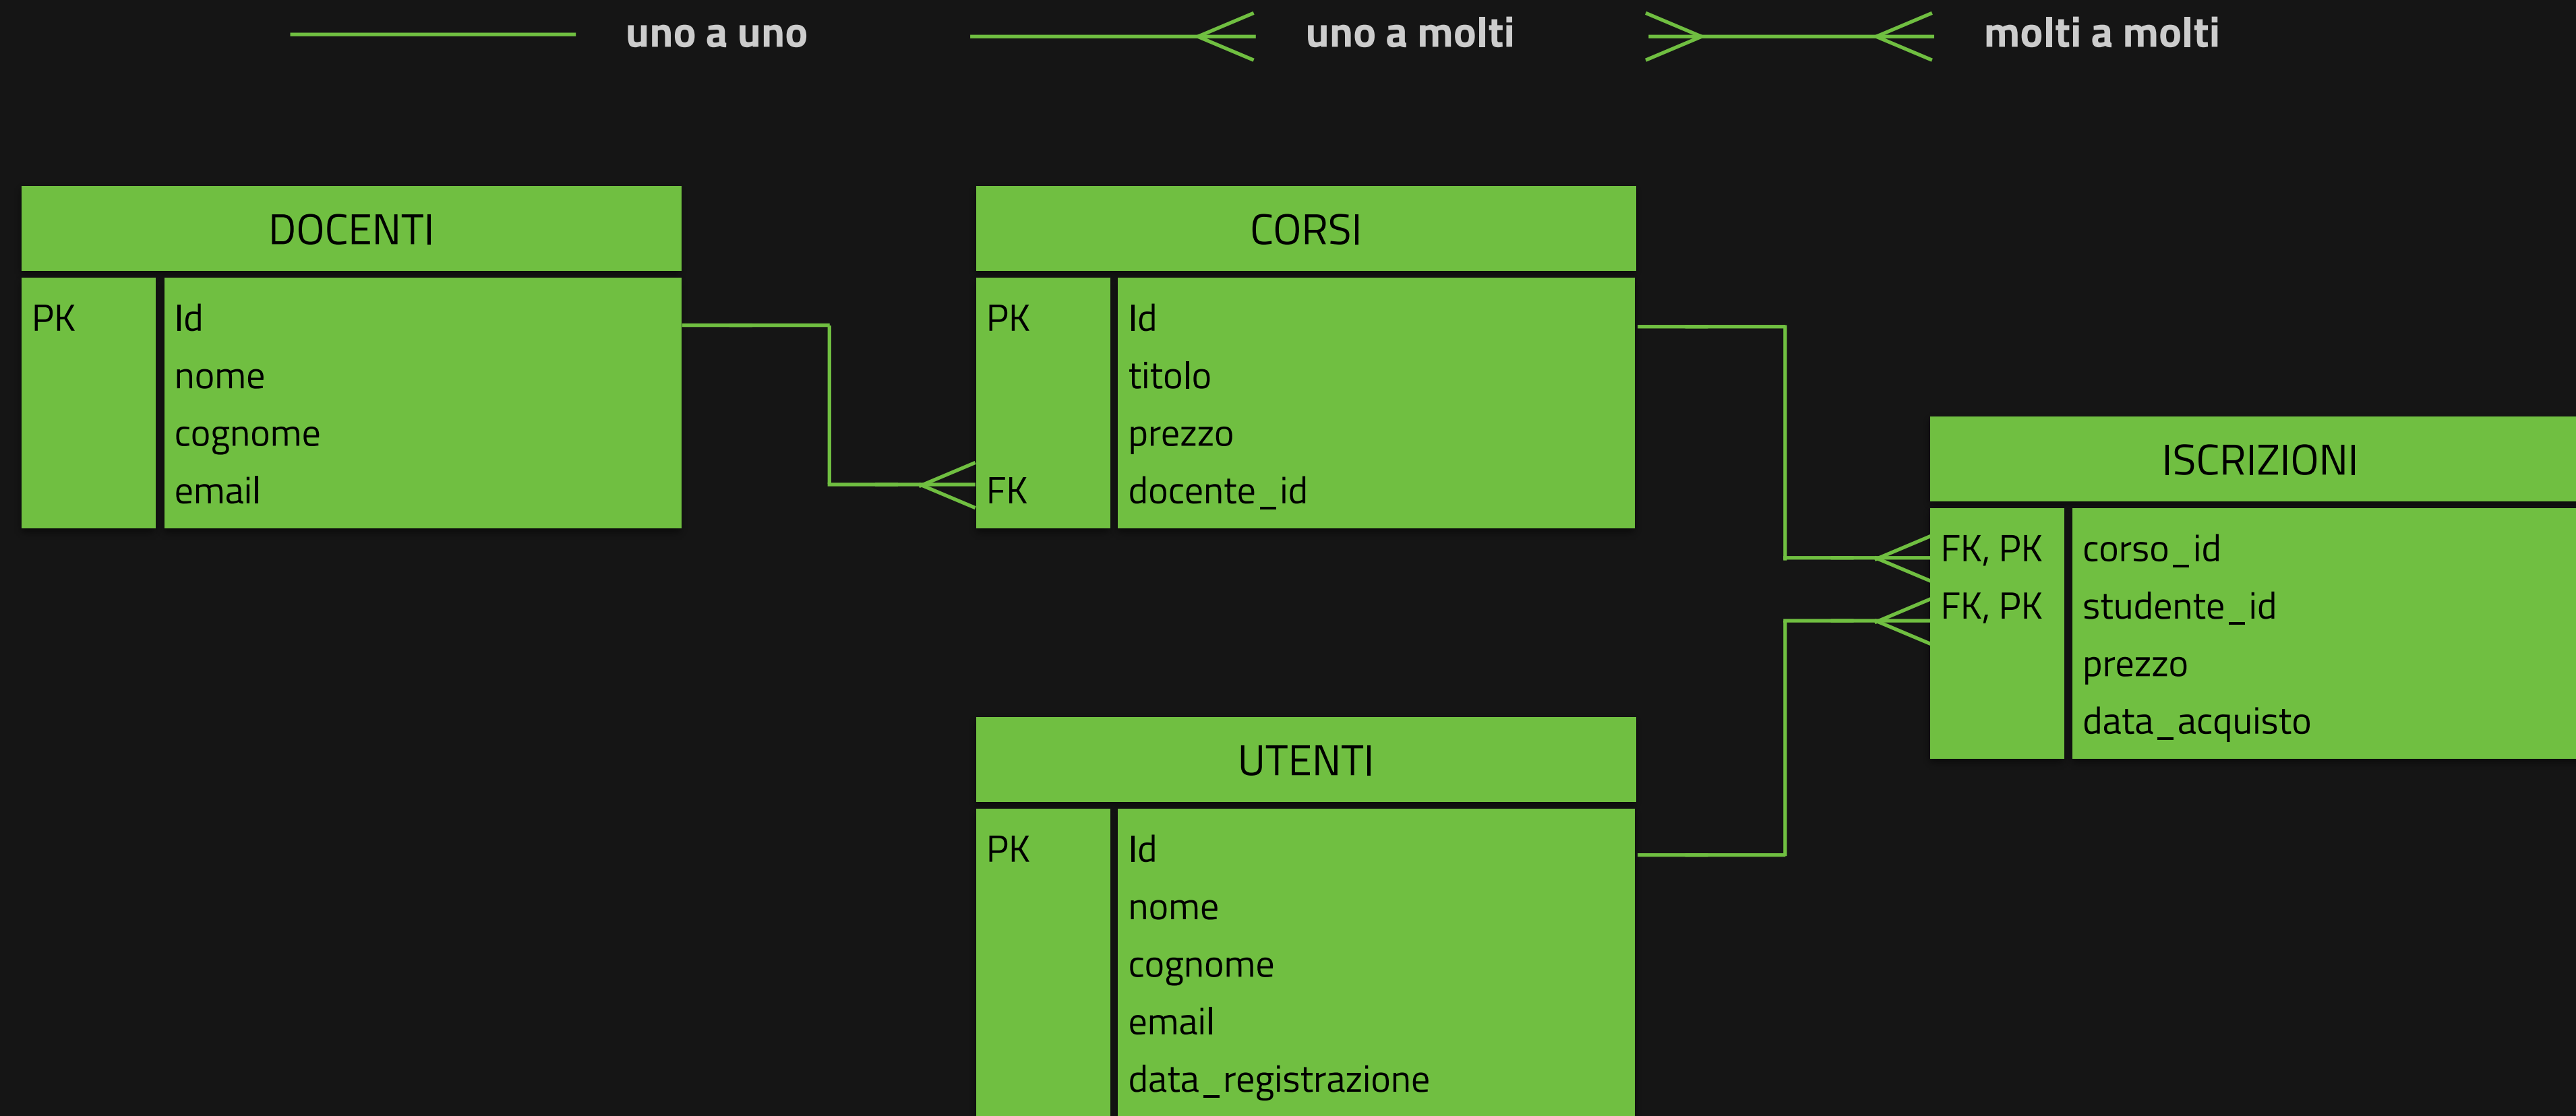 uno a uno
uno a molti
molti a molti
DOCENTI
PK Id
nome
cognome
email
CORSI
PK Id
titolo
prezzo
FK docente_id
ISCRIZIONI
FK, PK corso_id
FK, PK studente_id
prezzo
data_acquisto
UTENTI
PK Id
nome
cognome
email
data_registrazione